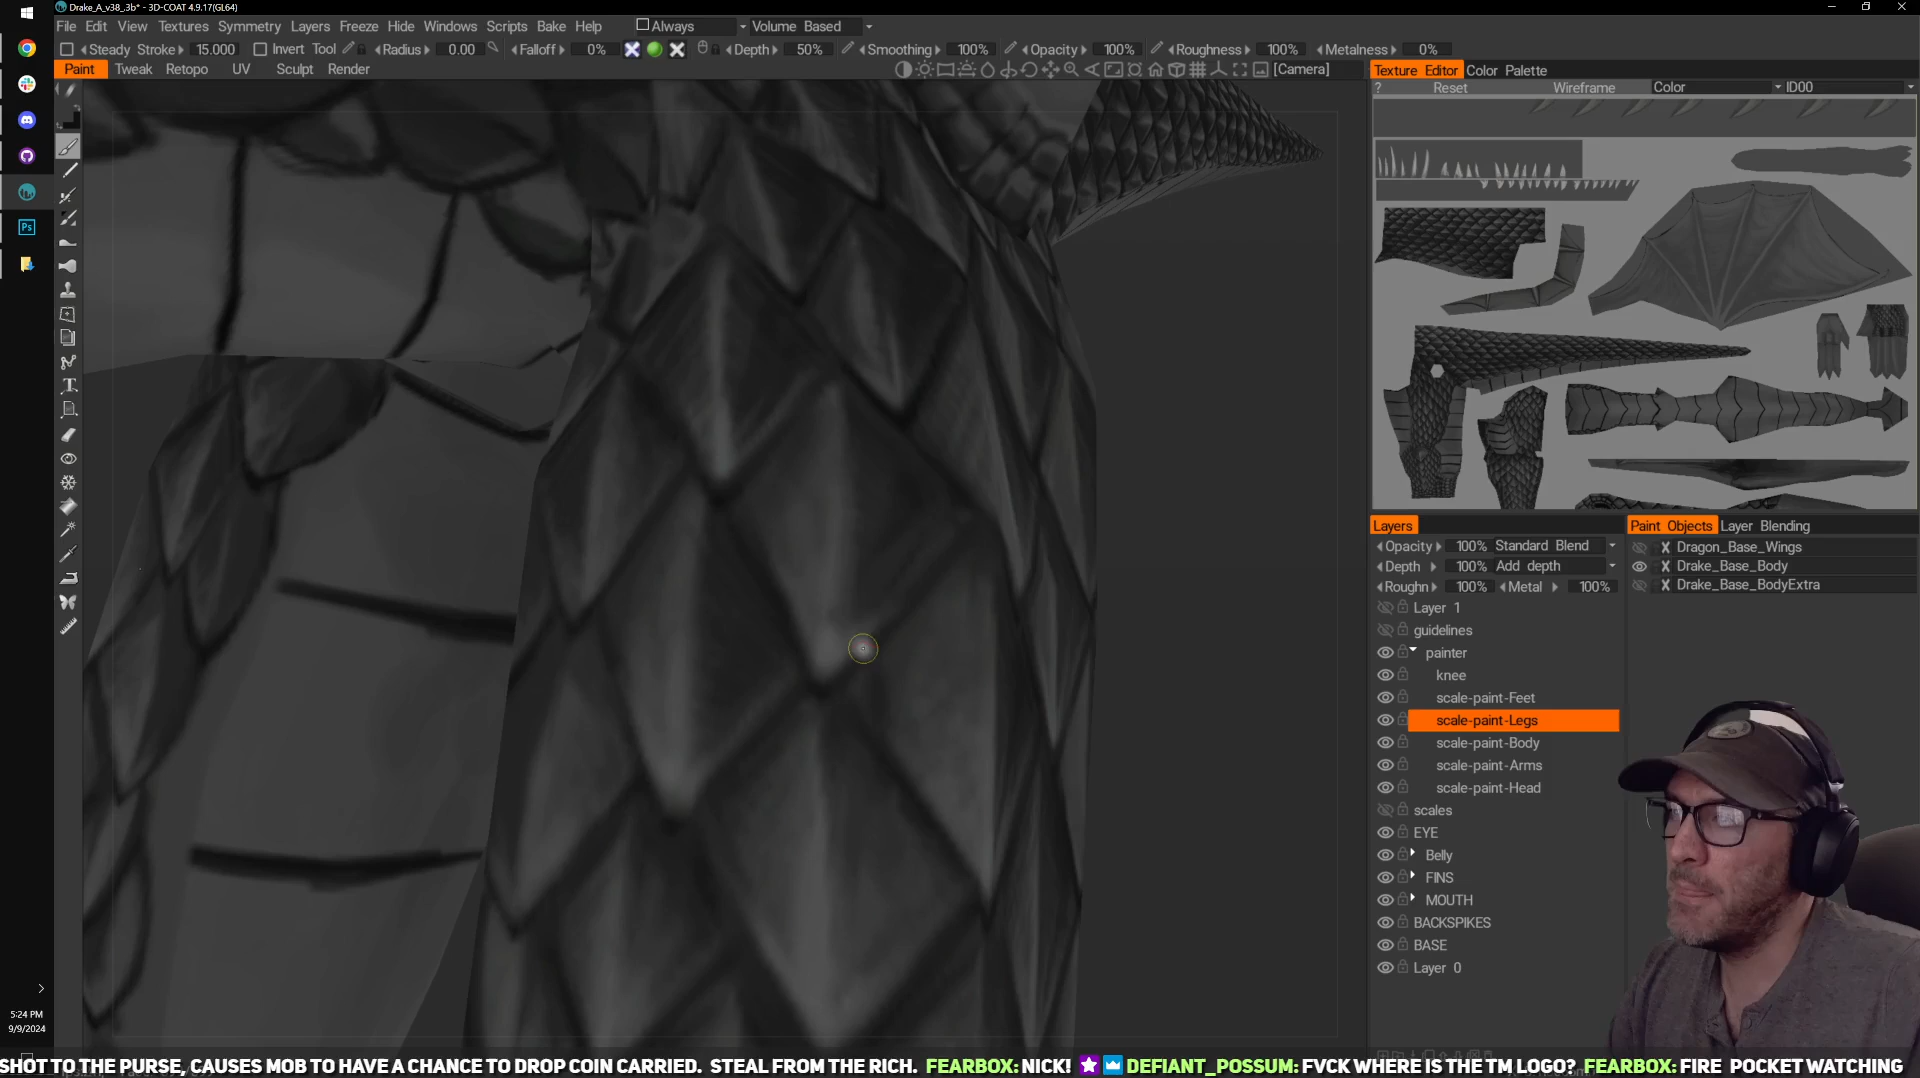 Drake_A_v38_.3b* - 3D-COAT 4.9.17(GL64)
File Edit View Textures Symmetry Layers Freeze Hide Windows Scripts Bake Help Always Volume Based
Steady Stroke 15.000 Invert Tool Radius 0.00 Falloff 0% Depth 50% Smoothing 100% Opacity 100% Roughness 100% Metalness 0%
Paint Tweak Retopo UV Sculpt Render [Camera]
Texture Editor Color Palette
? Reset Wireframe Color ID00
Layers
Opacity 100% Standard Blend
Depth 100% Add depth
Roughn 100% Metal 100%
Layer 1
guidelines
painter
knee
scale-paint-Feet
scale-paint-Legs
scale-paint-Body
scale-paint-Arms
scale-paint-Head
scales
EYE
Belly
FINS
MOUTH
BACKSPIKES
BASE
Layer 0
Paint Objects Layer Blending
Dragon_Base_Wings
Drake_Base_Body
Drake_Base_BodyExtra
Ps
5:24 PM
9/9/2024
SHOT TO THE PURSE, CAUSES MOB TO HAVE A CHANCE TO DROP COIN CARRIED. STEAL FROM THE RICH. FEARBOX: NICK! DEFIANT_POSSUM: FVCK WHERE IS THE TM LOGO? FEARBOX: FIRE POCKET WATCHING